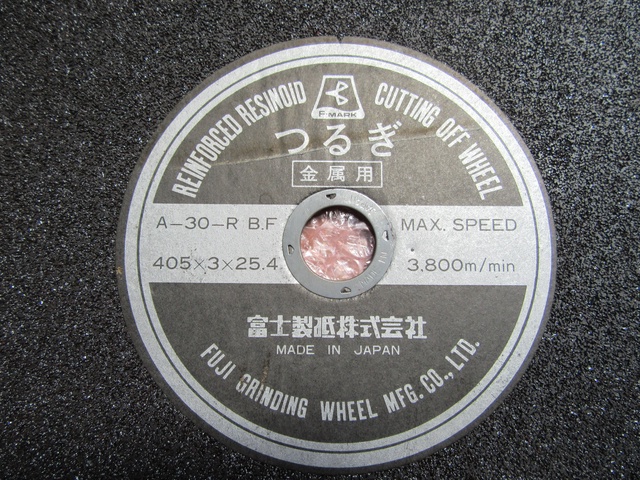 REINFORCED RESINOID
F-MARK
CUTTING OFF WHEEL
つるぎ
金属用
A-30-R B.F
MAX. SPEED
405×3×25.4
3,800m/min
富士製砥株式会社
MADE IN JAPAN
FUJI GRINDING WHEEL MFG. CO., LTD.